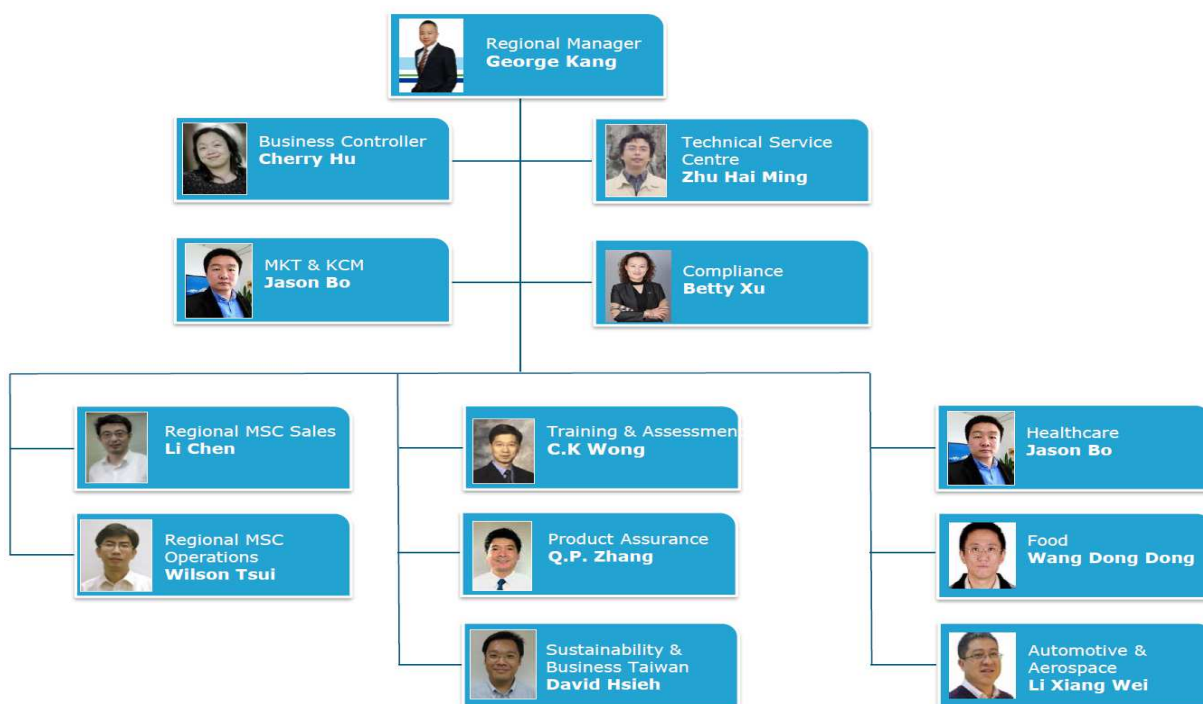 Regional Manager
George Kang
Business Controller
Cherry Hu
Technical Service
Centre
Zhu Hai Ming
MKT & KCM
Jason Bo
Compliance
Betty Xu
Regional MSC Sales
Li Chen
Training & Assessment
C.K Wong
Healthcare
Jason Bo
Regional MSC
Operations
Wilson Tsui
Product Assurance
Q.P. Zhang
Food
Wang Dong Dong
Sustainability &
Business Taiwan
David Hsieh
Automotive &
Aerospace
Li Xiang Wei